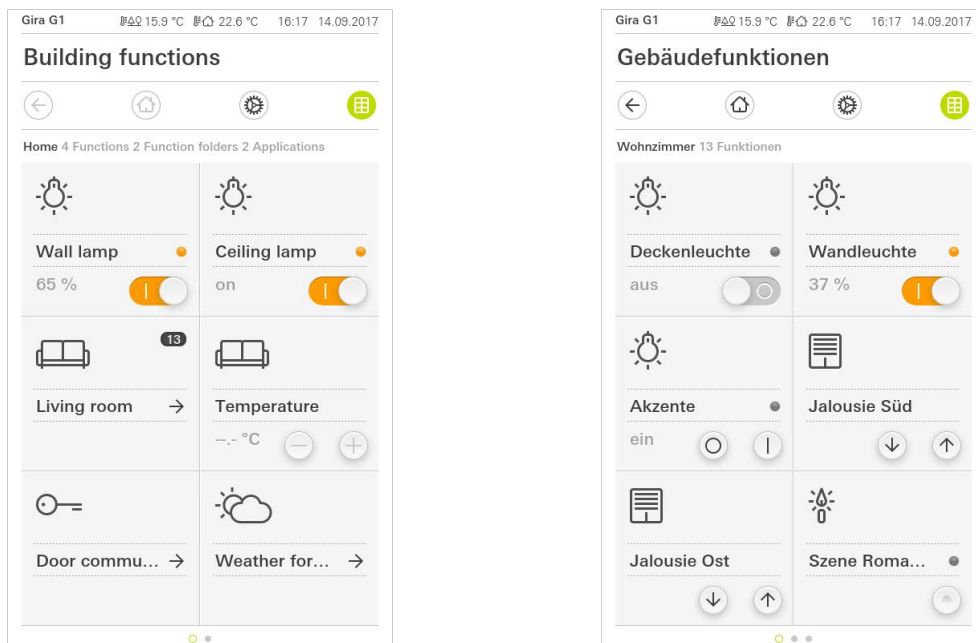 Gira G1 15.9 °C 22.6 °C 16:17 14.09.2017
Building functions
Home 4 Functions 2 Function folders 2 Applications
Wall lamp
65 %
Ceiling lamp
on
13
Living room
Temperature
--.- °C
Door commu...
Weather for...
Gira G1 15.9 °C 22.6 °C 16:17 14.09.2017
Gebäudefunktionen
Wohnzimmer 13 Funktionen
Deckenleuchte
aus
Wandleuchte
37 %
Akzente
ein
Jalousie Süd
Jalousie Ost
Szene Roma...